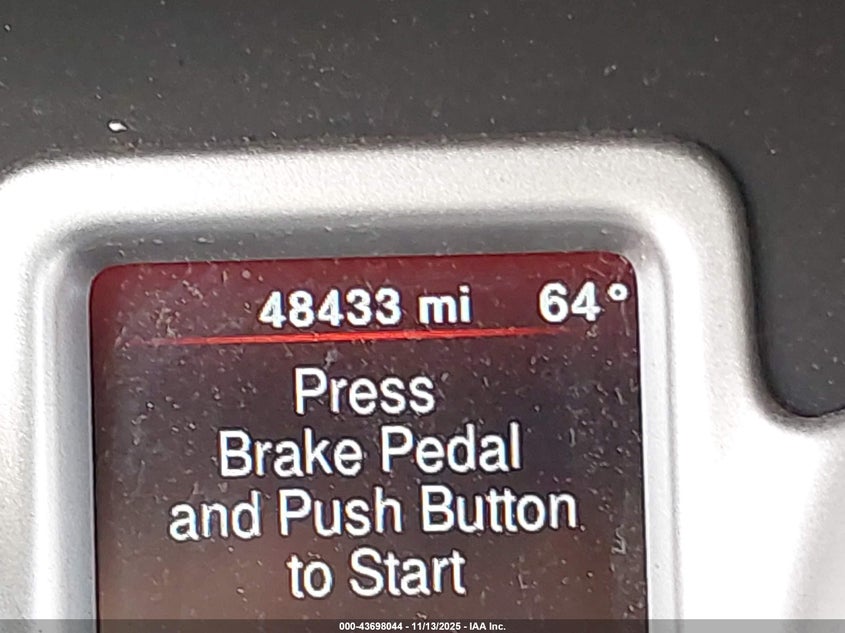 48433 mi 64°
Press
Brake Pedal
and Push Button
to Start
000-43698044 - 11/13/2025 - IAA Inc.